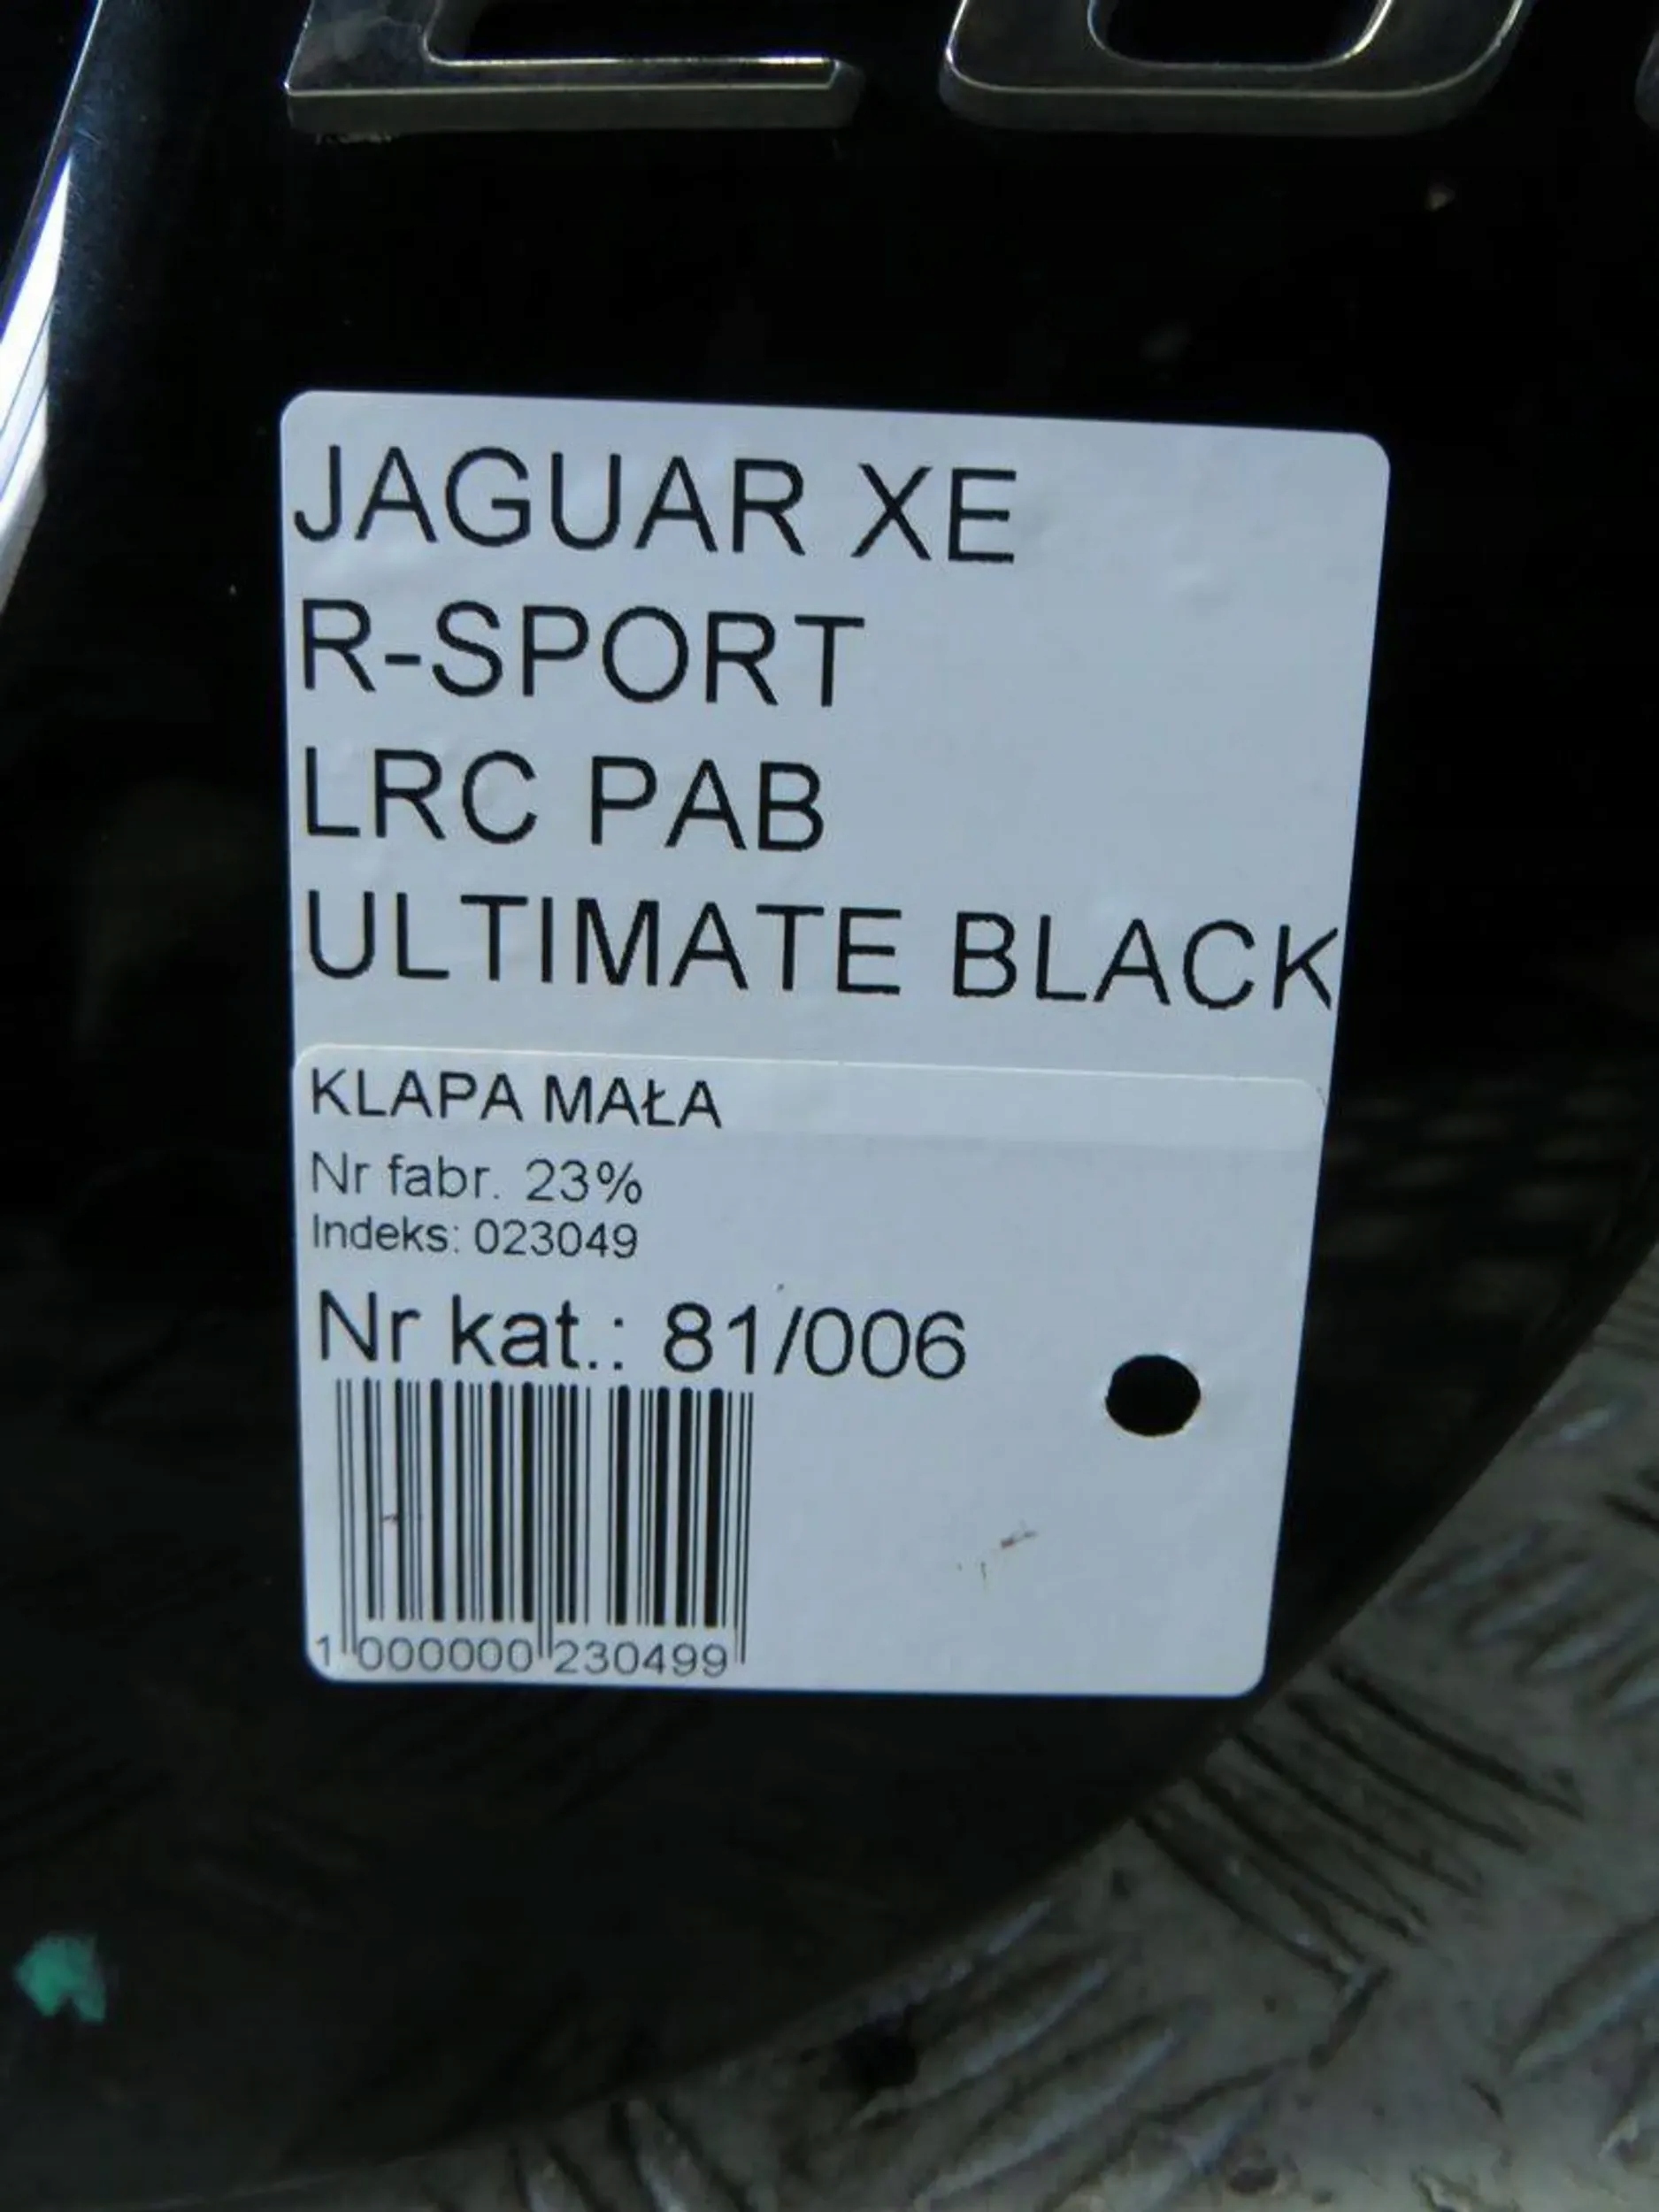 JAGUAR XE
R-SPORT
LRC PAB
ULTIMATE BLACK
KLAPA MAŁA
Nr fabr. 23%
Indeks: 023049
Nr kat.: 81/006
1 000000 230499